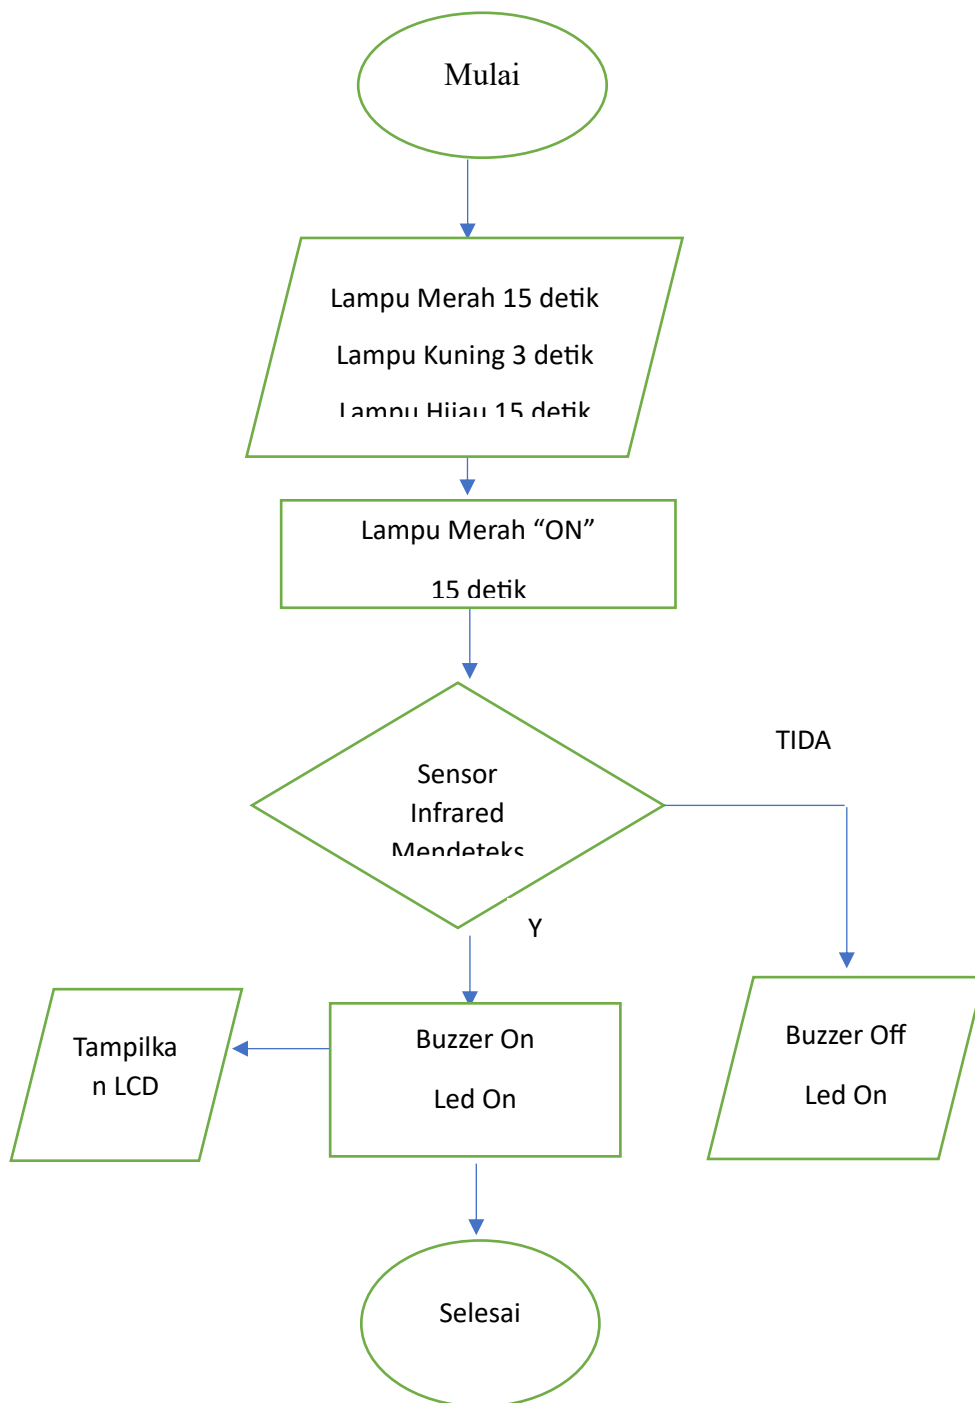 Mulai
Lampu Merah 15 detik
Lampu Kuning 3 detik
Lampu Hijau 15 detik
Lampu Merah “ON”
15 detik
TIDA
Sensor
Infrared
Mendeteks
Y
Buzzer On
Led On
Tampilka
n LCD
Buzzer Off
Led On
Selesai